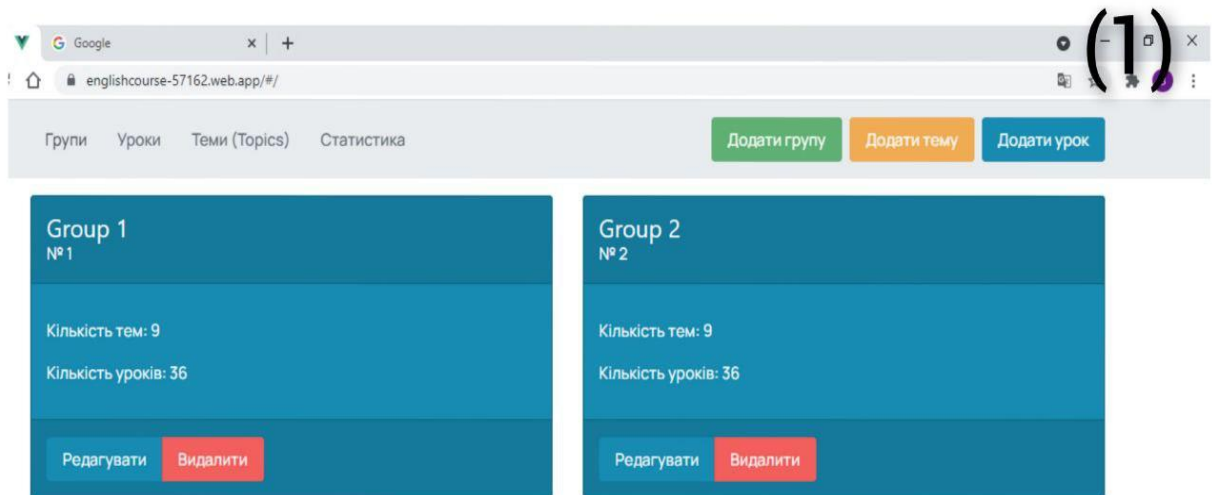 (1)
Google
englishcourse-57162.web.app/#/
Групи Уроки Теми (Topics) Статистика Додати групу Додати тему Додати урок
Group 1
№ 1
Кількість тем: 9
Кількість уроків: 36
Редагувати Видалити
Group 2
№ 2
Кількість тем: 9
Кількість уроків: 36
Редагувати Видалити